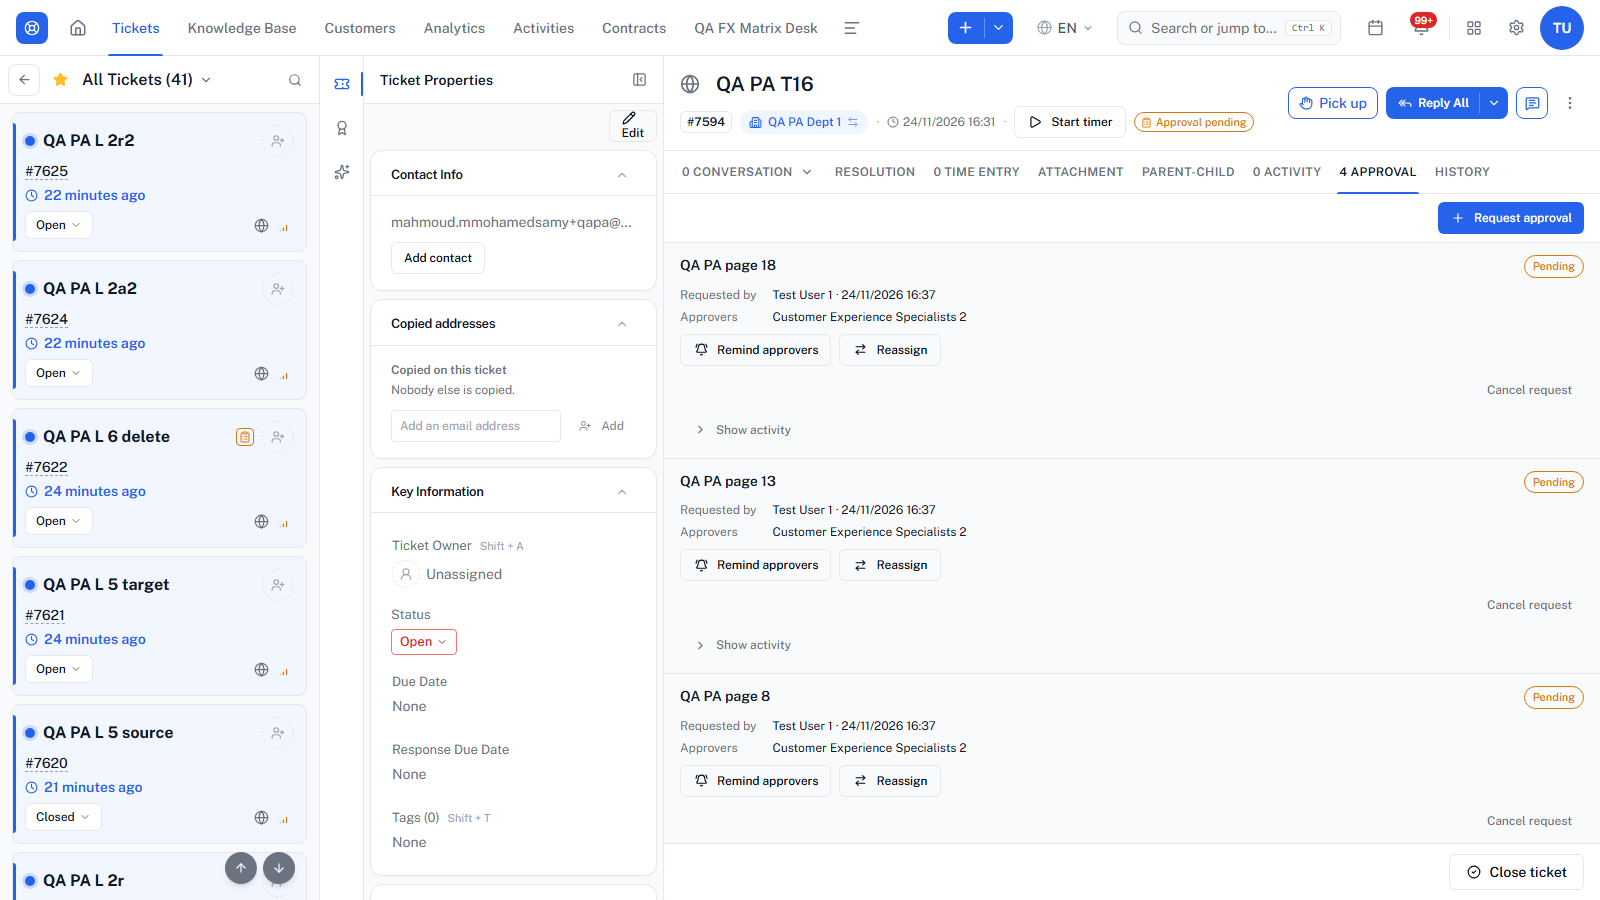 Tickets
Knowledge Base
Customers
Analytics
Activities
Contracts
QA FX Matrix Desk
EN
Search or jump to...
Ctrl K
99+
TU
All Tickets (41)
QA PA L 2r2
#7625
22 minutes ago
Open
QA PA L 2a2
#7624
22 minutes ago
Open
QA PA L 6 delete
#7622
24 minutes ago
Open
QA PA L 5 target
#7621
24 minutes ago
Open
QA PA L 5 source
#7620
21 minutes ago
Closed
QA PA L 2r
Ticket Properties
Edit
Contact Info
mahmoud.mmohamedsamy+qapa@...
Add contact
Copied addresses
Copied on this ticket
Nobody else is copied.
Add an email address
Add
Key Information
Ticket Owner Shift + A
Unassigned
Status
Open
Due Date
None
Response Due Date
None
Tags (0) Shift + T
None
QA PA T16
#7594
QA PA Dept 1
· 24/11/2026 16:31 ·
Start timer
Approval pending
Pick up
Reply All
0 CONVERSATION
RESOLUTION
0 TIME ENTRY
ATTACHMENT
PARENT-CHILD
0 ACTIVITY
4 APPROVAL
HISTORY
Request approval
QA PA page 18
Pending
Requested by Test User 1 · 24/11/2026 16:37
Approvers Customer Experience Specialists 2
Remind approvers
Reassign
Cancel request
Show activity
QA PA page 13
Pending
Requested by Test User 1 · 24/11/2026 16:37
Approvers Customer Experience Specialists 2
Remind approvers
Reassign
Cancel request
Show activity
QA PA page 8
Pending
Requested by Test User 1 · 24/11/2026 16:37
Approvers Customer Experience Specialists 2
Remind approvers
Reassign
Cancel request
Close ticket